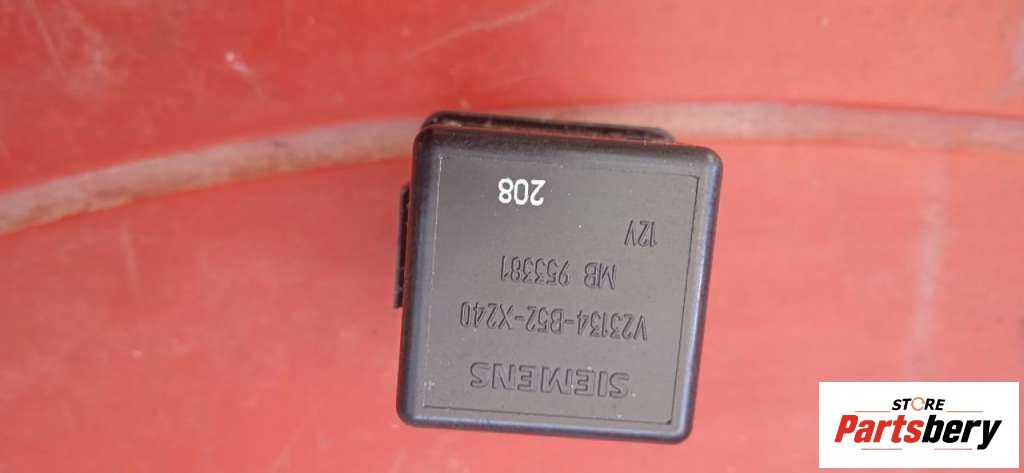 SIEMENS
V23134-B52-X240
MB 953381
12V
208
STORE
Partsbery